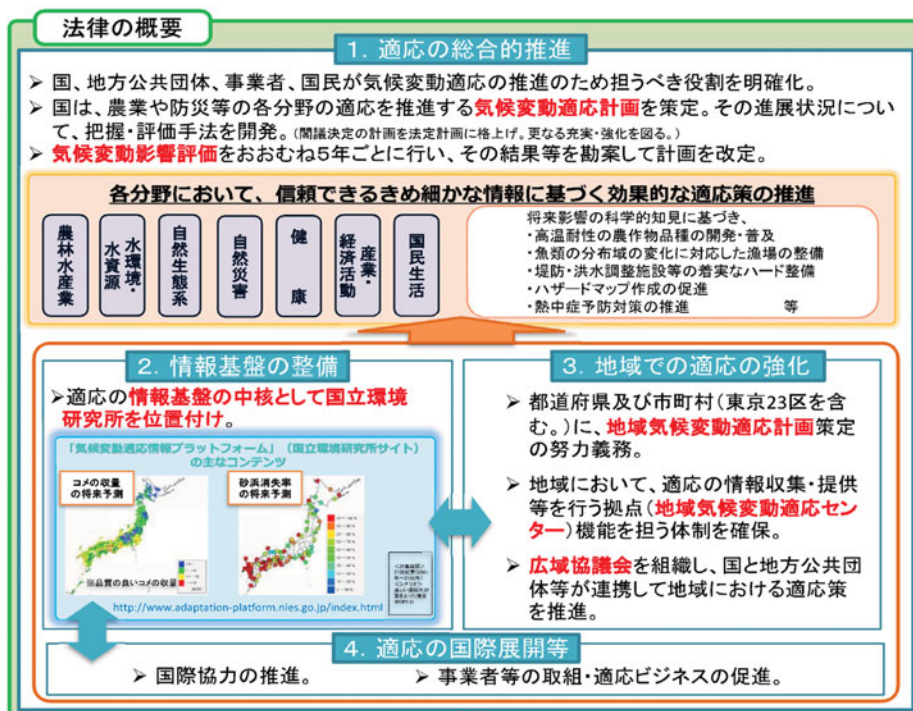 法律の概要
1. 適応の総合的推進
➢ 国、地方公共団体、事業者、国民が気候変動適応の推進のため担うべき役割を明確化。
➢ 国は、農業や防災等の各分野の適応を推進する気候変動適応計画を策定。その進展状況につい
て、把握・評価手法を開発。(閣議決定の計画を法定計画に格上げ。更なる充実・強化を図る。)
➢ 気候変動影響評価をおおむね5年ごとに行い、その結果等を勘案して計画を改定。
各分野において、信頼できるきめ細かな情報に基づく効果的な適応策の推進
農林水産業
水環境・水資源
自然生態系
自然災害
健康
産業・経済活動
国民生活
将来影響の科学的知見に基づき、
・高温耐性の農作物品種の開発・普及
・魚類の分布域の変化に対応した漁場の整備
・堤防・洪水調整施設等の着実なハード整備
・ハザードマップ作成の促進
・熱中症予防対策の推進 等
2. 情報基盤の整備
➢適応の情報基盤の中核として国立環境
研究所を位置付け。
「気候変動適応情報プラットフォーム」(国立環境研究所サイト)
の主なコンテンツ
コメの収量
の将来予測
砂浜消失率
の将来予測
※品質の良いコメの収量
http://www.adaptation-platform.nies.go.jp/index.html
3. 地域での適応の強化
➢ 都道府県及び市町村(東京23区を含
む。)に、地域気候変動適応計画策定
の努力義務。
➢ 地域において、適応の情報収集・提供
等を行う拠点(地域気候変動適応セン
ター)機能を担う体制を確保。
➢ 広域協議会を組織し、国と地方公共団
体等が連携して地域における適応策
を推進。
4. 適応の国際展開等
➢ 国際協力の推進。
➢ 事業者等の取組・適応ビジネスの促進。